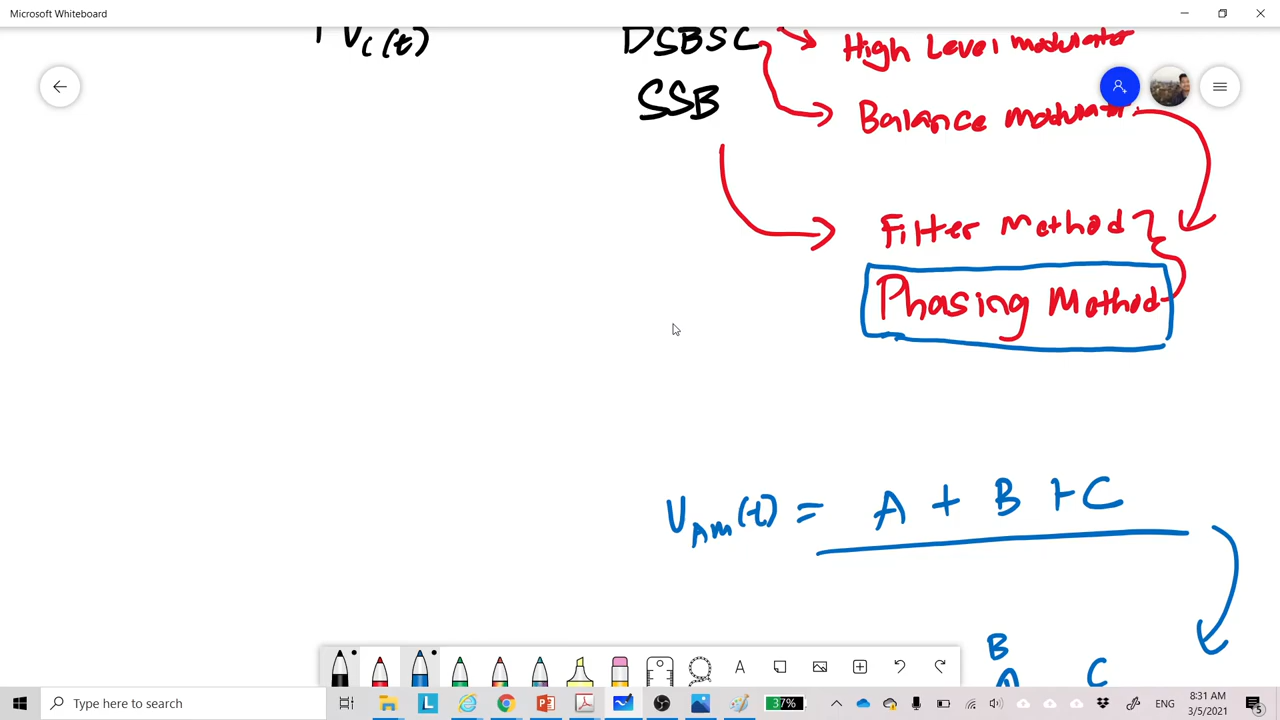 Microsoft Whiteboard
Vc(t)
DSBSC
High Level modulator
SSB
Balance modulator
Filter Method
Phasing Method
VAM(t) = A + B + C
B
C
A
Type here to search
L
37%
ENG
8:31 AM
3/5/2021
5